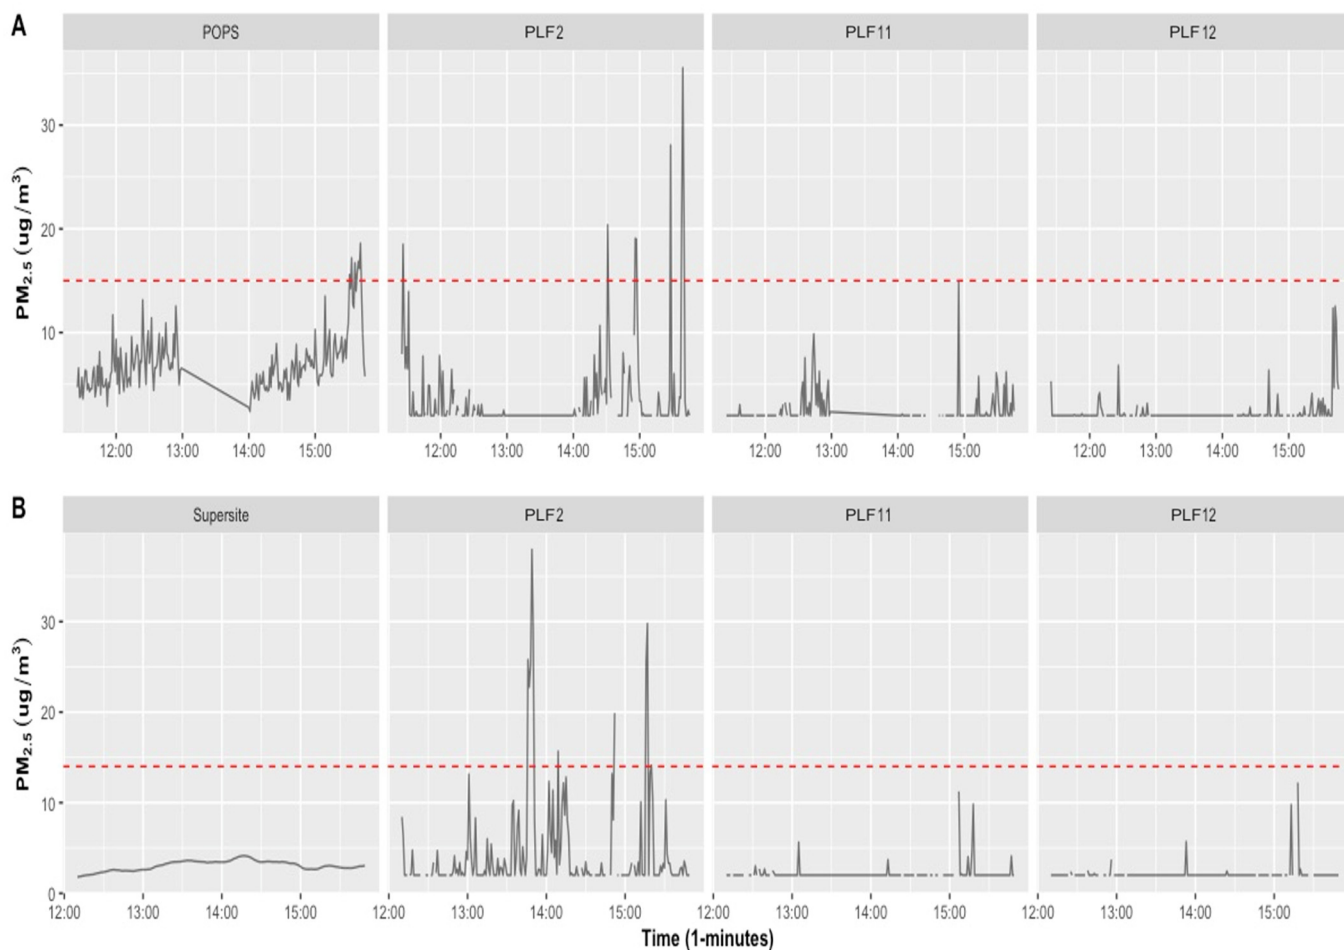 A
POPS PLF2 PLF11 PLF12
30
20
10
PM2.5 (ug/m3)
12:00 13:00 14:00 15:00 12:00 13:00 14:00 15:00 12:00 13:00 14:00 15:00 12:00 13:00 14:00 15:00
B
Supersite PLF2 PLF11 PLF12
30
20
10
0
PM2.5 (ug/m3)
12:00 13:00 14:00 15:00 12:00 13:00 14:00 15:00 12:00 13:00 14:00 15:00 12:00 13:00 14:00 15:00
Time (1-minutes)